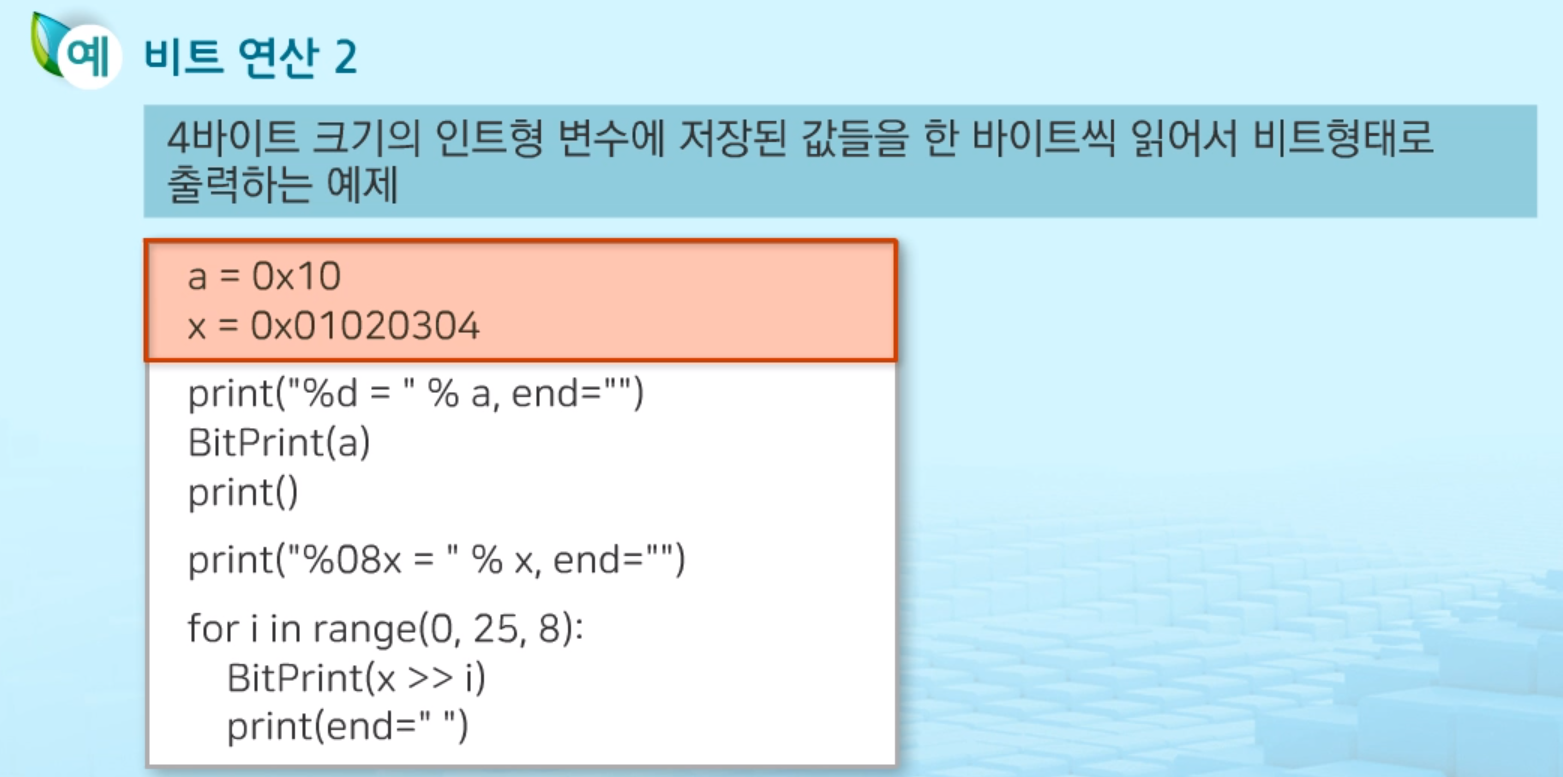 예 비트 연산 2
4바이트 크기의 인트형 변수에 저장된 값들을 한 바이트씩 읽어서 비트형태로
출력하는 예제
a = 0x10
x = 0x01020304
print("%d = " % a, end="")
BitPrint(a)
print()
print("%08x = " % x, end="")
for i in range(0, 25, 8):
    BitPrint(x >> i)
    print(end=" ")